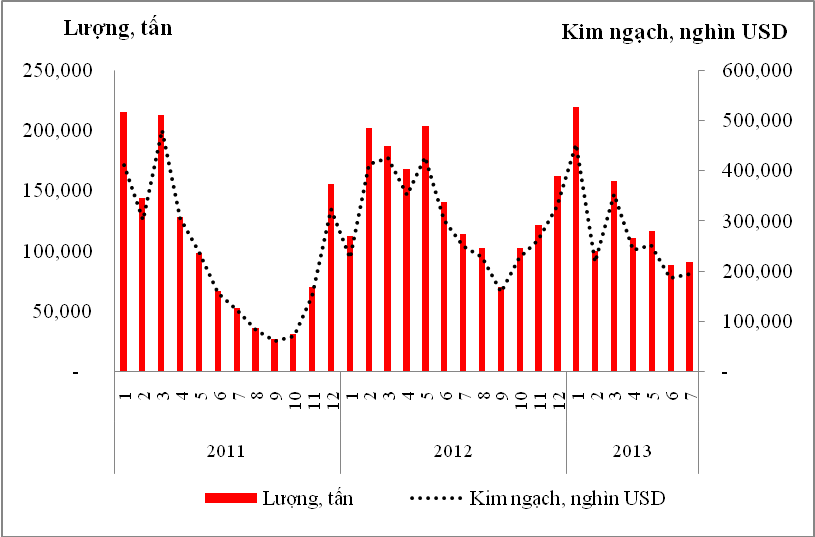 Lượng, tấn
Kim ngạch, nghìn USD
250,000
200,000
150,000
100,000
50,000
-
600,000
500,000
400,000
300,000
200,000
100,000
-
1 2 3 4 5 6 7 8 9 10 11 12 1 2 3 4 5 6 7 8 9 10 11 12 1 2 3 4 5 6 7
2011 2012 2013
Lượng, tấn Kim ngạch, nghìn USD